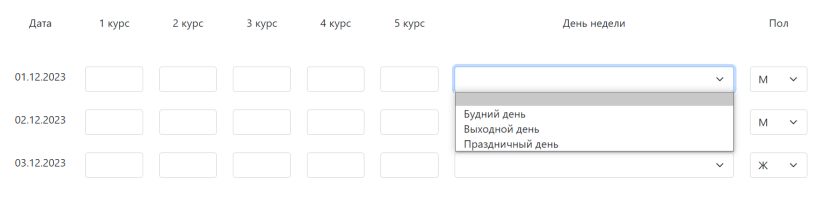 Дата 1 курс 2 курс 3 курс 4 курс 5 курс День недели Пол
01.12.2023 М
Будний день
02.12.2023 М
Выходной день
Праздничный день
03.12.2023 Ж